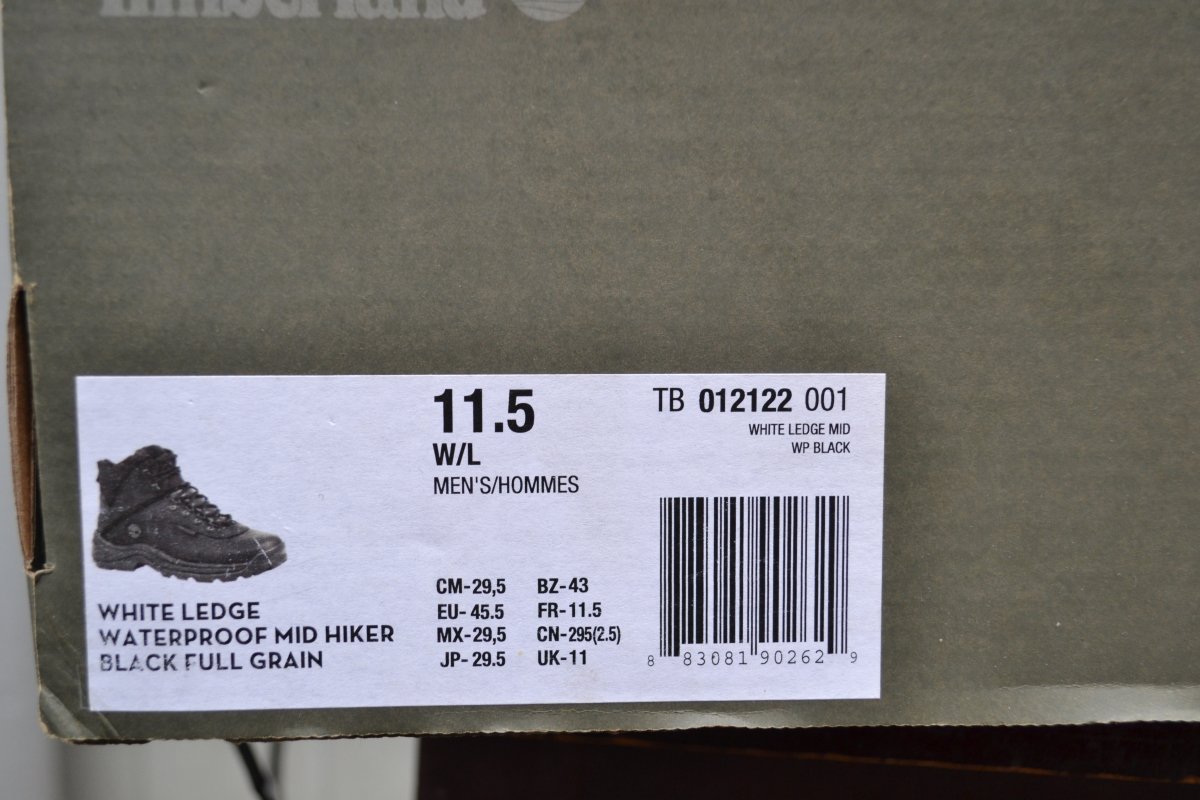 Timberland
11.5
W/L
MEN'S/HOMMES
TB 012122 001
WHITE LEDGE MID
WP BLACK
WHITE LEDGE
WATERPROOF MID HIKER
BLACK FULL GRAIN
CM-29,5 BZ-43
EU-45.5 FR-11.5
MX-29,5 CN-295(2.5)
JP-29.5 UK-11
8 83081 90262 9